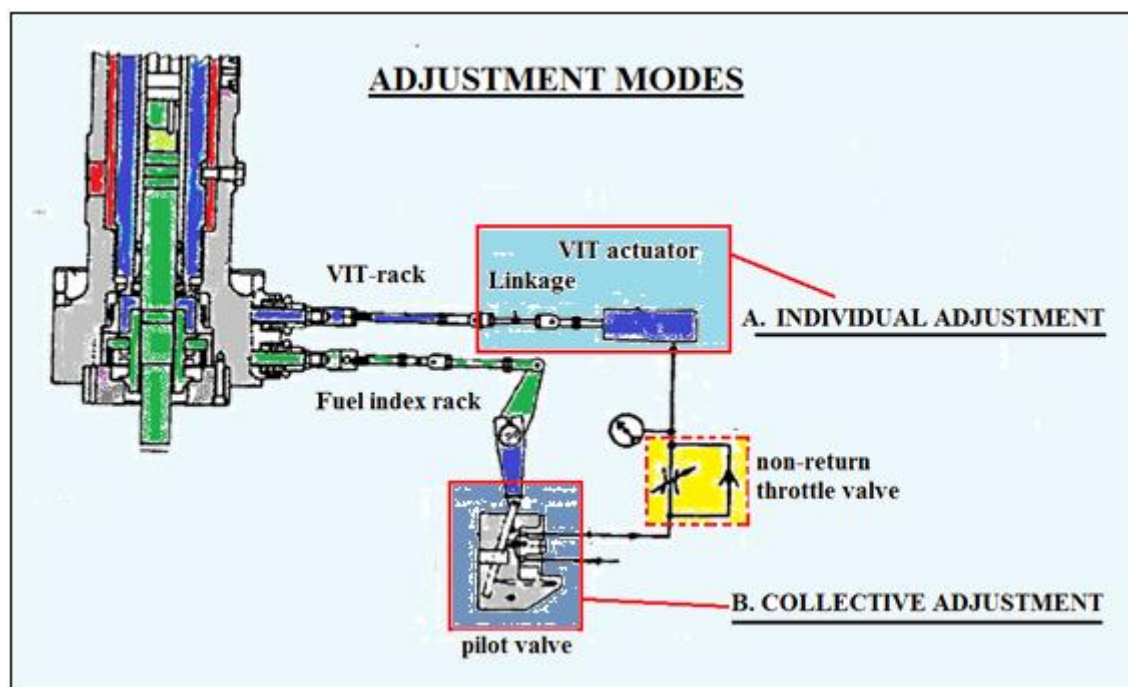 ADJUSTMENT MODES
VIT actuator
VIT-rack
Linkage
A. INDIVIDUAL ADJUSTMENT
Fuel index rack
non-return
throttle valve
B. COLLECTIVE ADJUSTMENT
pilot valve